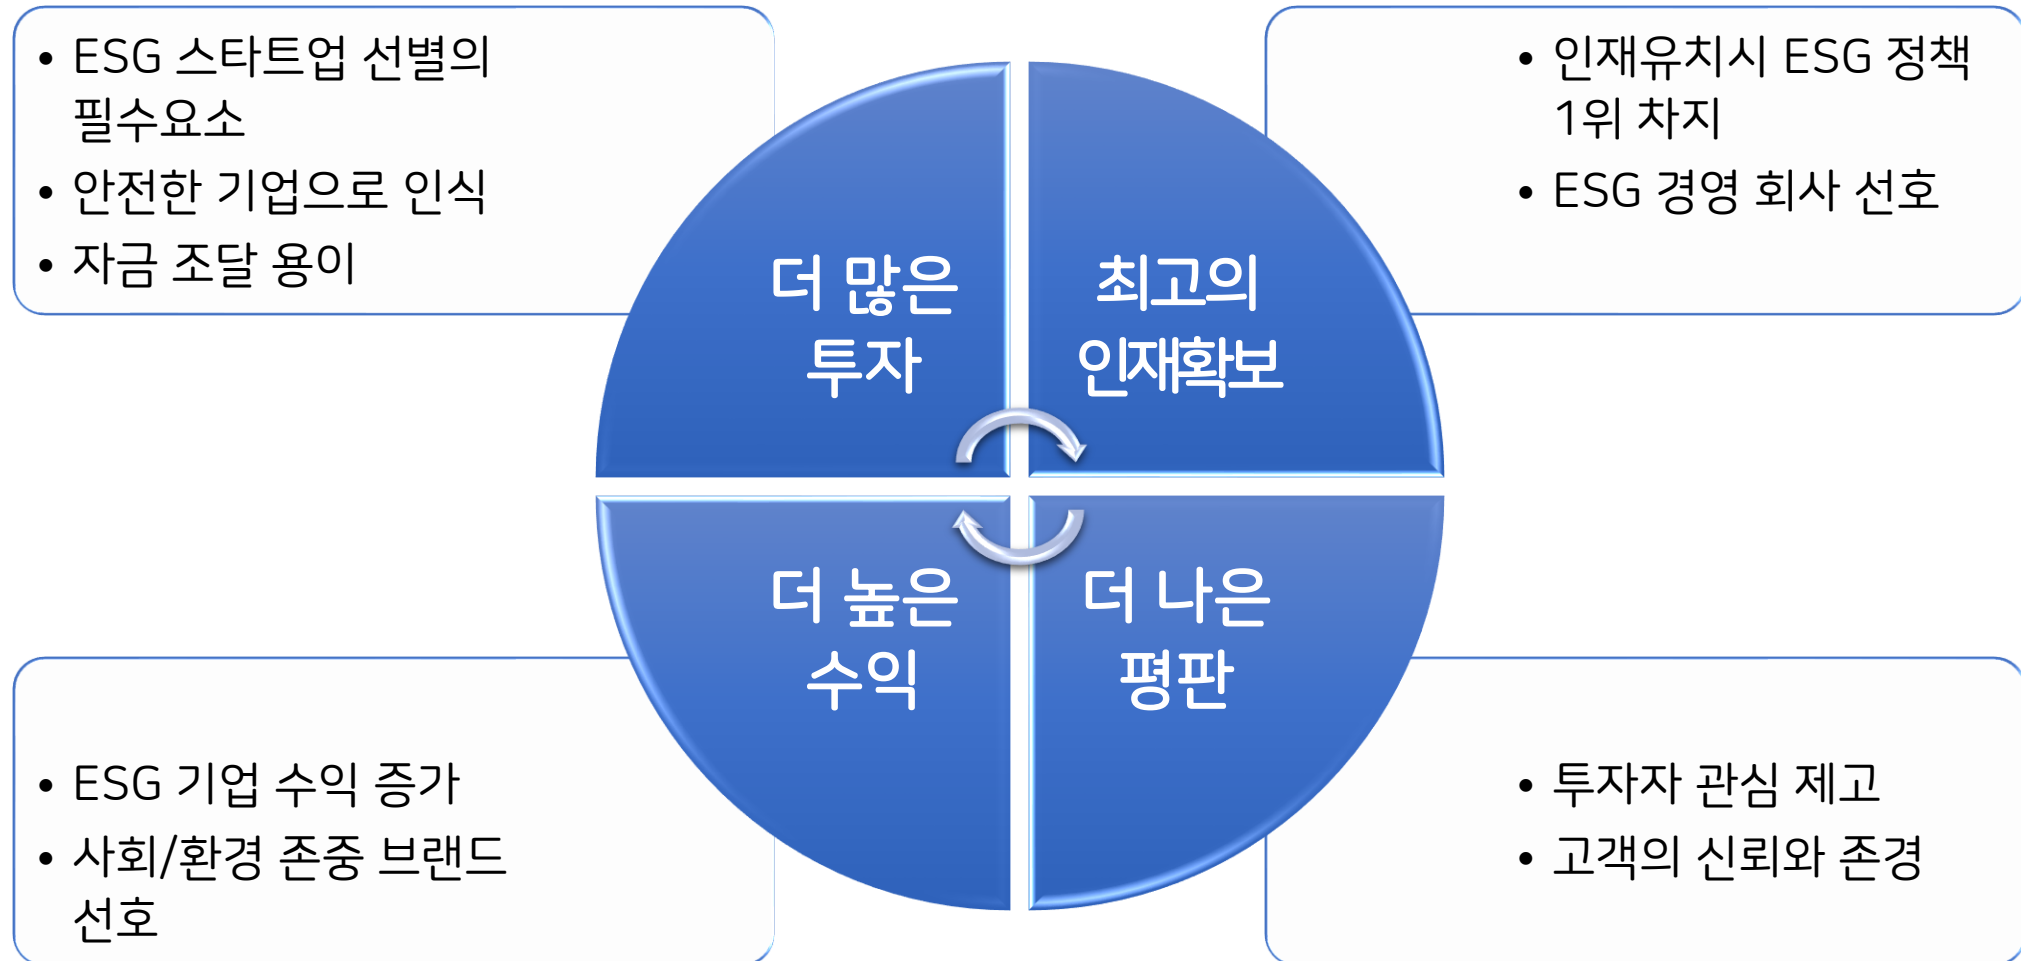 • ESG 스타트업 선별의
필수요소
• 안전한 기업으로 인식
• 자금 조달 용이
더 많은
투자
최고의
인재확보
• 인재유치시 ESG 정책
1위 차지
• ESG 경영 회사 선호
더 높은
수익
더 나은
평판
• ESG 기업 수익 증가
• 사회/환경 존중 브랜드
선호
• 투자자 관심 제고
• 고객의 신뢰와 존경